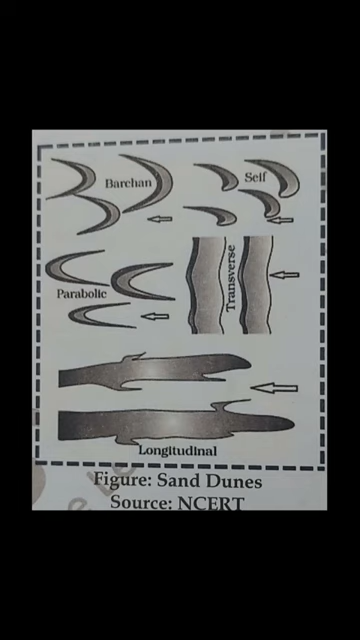 Barchan
Seif
Parabolic
Transverse
Longitudinal
Figure: Sand Dunes
Source: NCERT